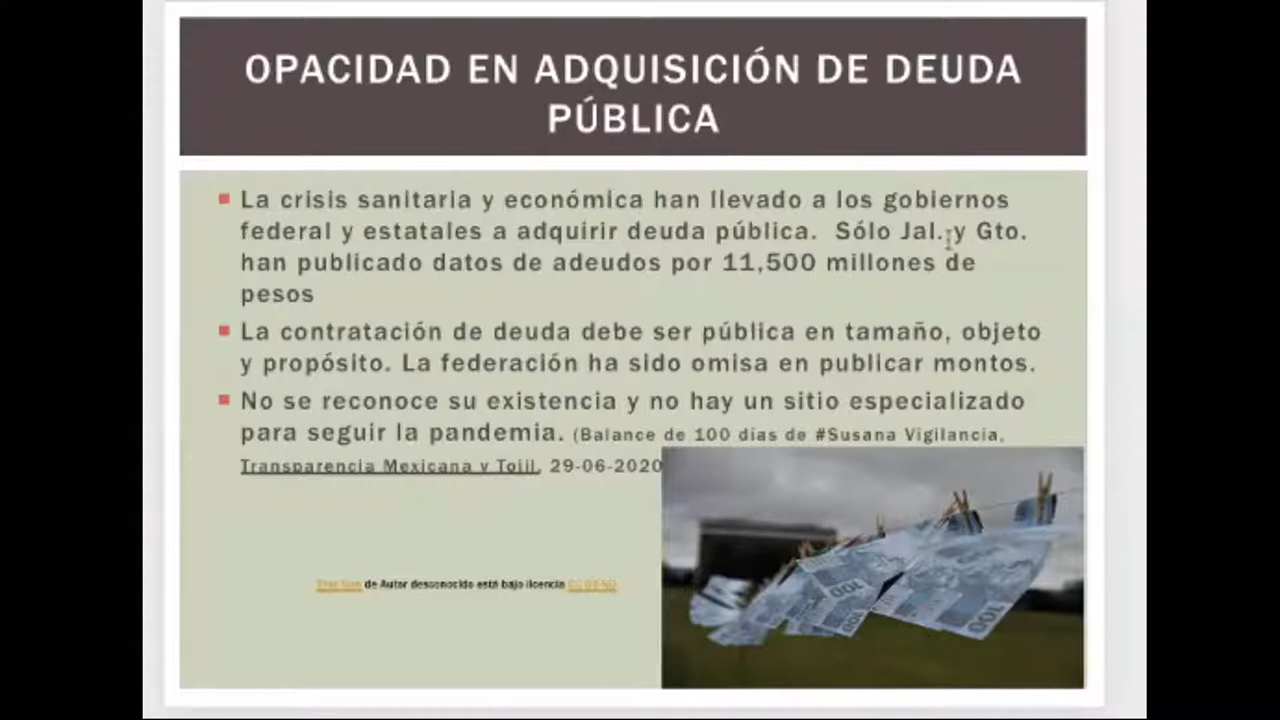 OPACIDAD EN ADQUISICIÓN DE DEUDA
PÚBLICA
La crisis sanitaria y económica han llevado a los gobiernos
federal y estatales a adquirir deuda pública. Sólo Jal. y Gto.
han publicado datos de adeudos por 11,500 millones de
pesos
La contratación de deuda debe ser pública en tamaño, objeto
y propósito. La federación ha sido omisa en publicar montos.
No se reconoce su existencia y no hay un sitio especializado
para seguir la pandemia. (Balance de 100 días de #Susana Vigilancia,
Transparencia Mexicana y Tojil, 29-06-2020
de Autor desconocido está bajo licencia
100
100
100